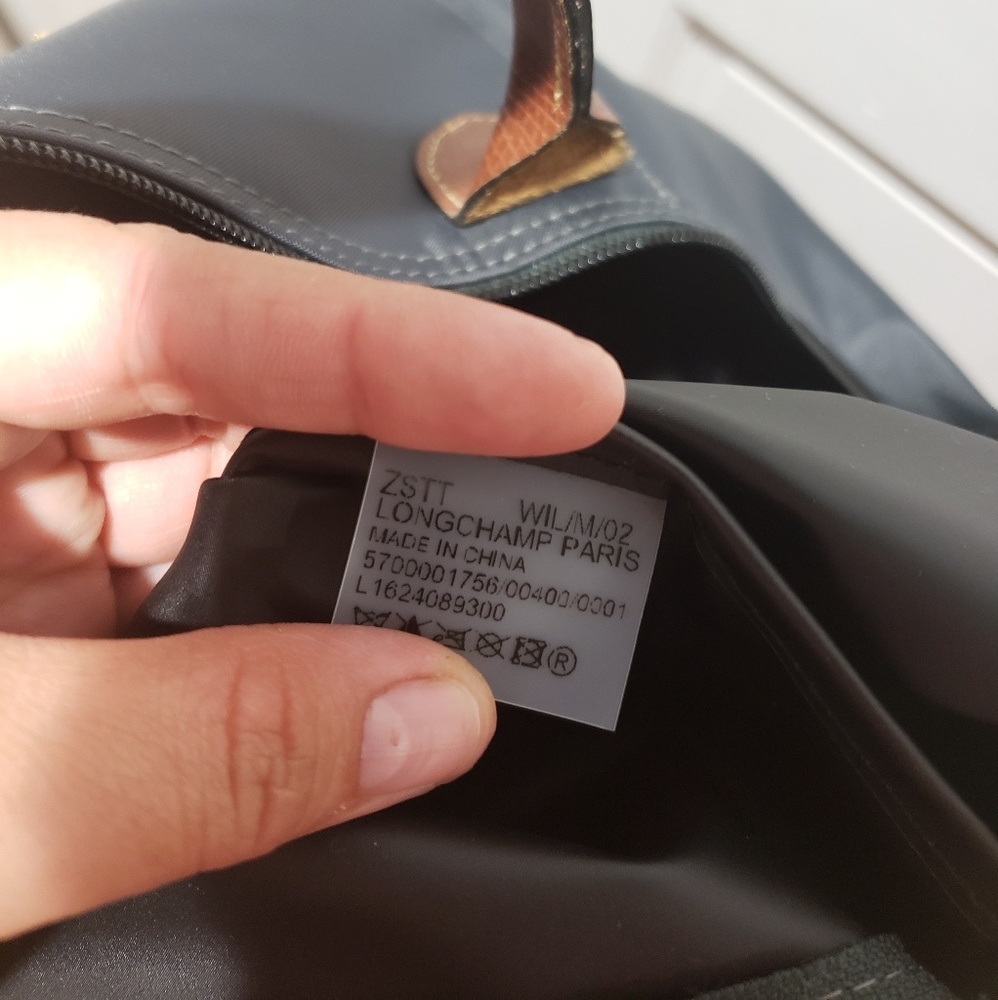 ZSTT WIL/M/02
LONGCHAMP PARIS
MADE IN CHINA
5700001756/00400/0001
L1624089300
Ⓡ